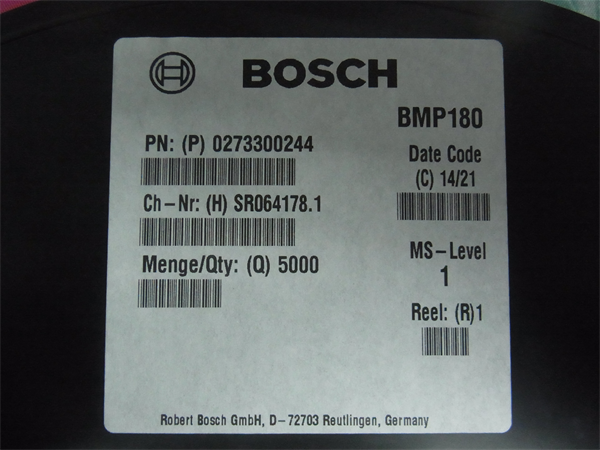 BOSCH
BMP180
PN: (P) 0273300244
Date Code
(C) 14/21
Ch-Nr: (H) SR064178.1
MS-Level
1
Menge/Qty: (Q) 5000
Reel: (R)1
Robert Bosch GmbH, D-72703 Reutlingen, Germany